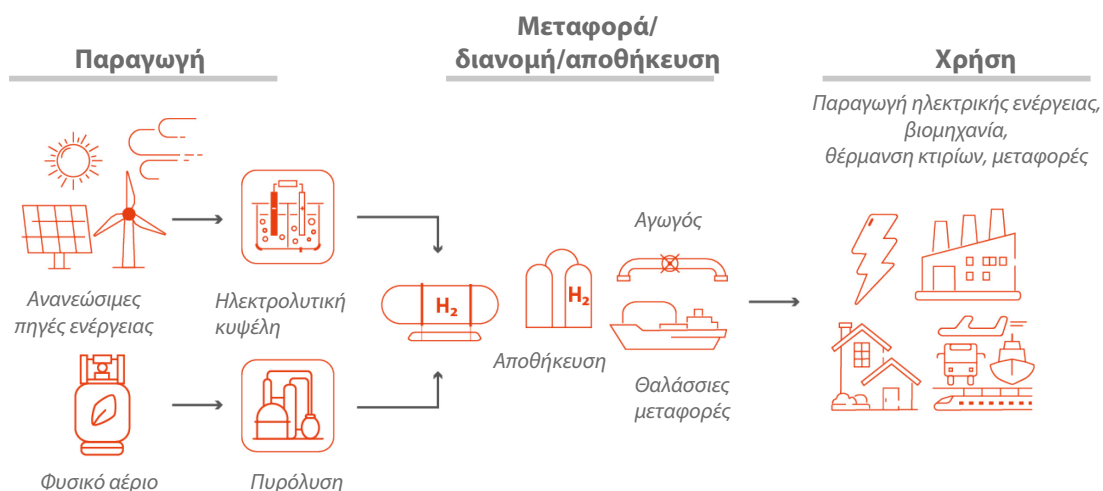 Παραγωγή
Μεταφορά/
διανομή/αποθήκευση
Χρήση
Παραγωγή ηλεκτρικής ενέργειας,
βιομηχανία,
θέρμανση κτιρίων, μεταφορές
Ανανεώσιμες
πηγές ενέργειας
Ηλεκτρολυτική
κυψέλη
H₂
H₂
Αγωγός
Αποθήκευση
Θαλάσσιες
μεταφορές
Φυσικό αέριο
Πυρόλυση